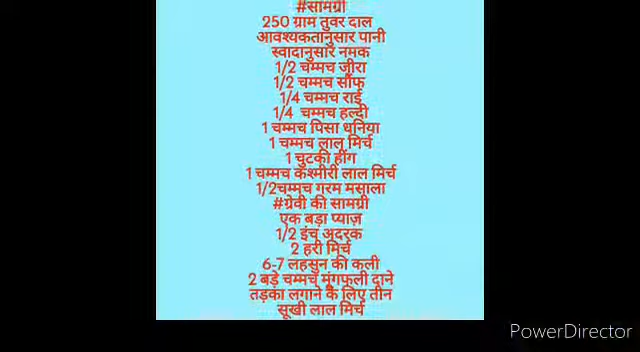 #सामग्री
250 ग्राम तुवर दाल
आवश्यकतानुसार पानी
स्वादानुसार नमक
1/2 चम्मच जीरा
1/2 चम्मच सौंफ
1/4 चम्मच राई
1/4 चम्मच हल्दी
1 चम्मच पिसा धनिया
1 चम्मच लाल मिर्च
1 चुटकी हींग
1 चम्मच कश्मीरी लाल मिर्च
1/2चम्मच गरम मसाला
#ग्रेवी की सामग्री
एक बड़ा प्याज़
1/2 इंच अदरक
2 हरी मिर्च
6-7 लहसुन की कली
2 बड़े चम्मच मूंगफली दाने
तड़का लगाने के लिए तीन
सूखी लाल मिर्च
PowerDirector